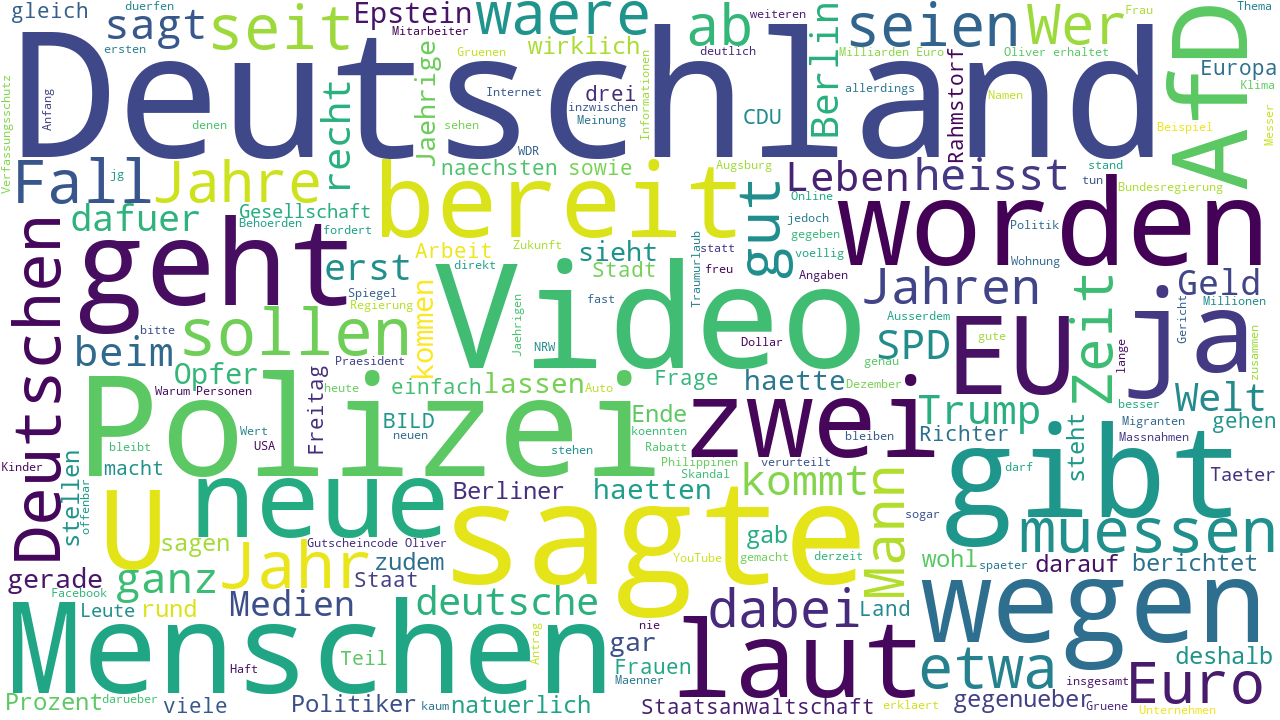 gleich
duerfen
sagt
seit
Epstein
Mitarbeiter
waere
ab
weiteren
deutlich
Berlin
seien
Wer
Frau
AfD
Thema
ersten
Deutschland
Gruenen
wirklich
Milliarden Euro
Oliver erhaltet
Europa
Klima
Verfassungsschutz
Anfang
denen
recht
Jaehrige
sehen
Internet
WDR
drei
inzwischen
Meinung
Informationen
CDU
allerdings
Rahmstorf
Namen
Beispiel
Messer
Fall
jg
Jahre
bereit
naechsten
sowie
Augsburg
gut
Leben
heisst
stand
tun
Bundesregierung
worden
Deutschen
dafuer
Gesellschaft
Behoerden
fordert
geht
erst
Arbeit
Zukunft
sieht
Stadt
direkt
Traumurlaub
statt
freu
Online
jedoch
gegeben
voellig
Angaben
Politik
Wohnung
Jahren
Geld
Millionen
bitte
sollen
Spiegel
Regierung
kommen
Video
Jaehrigen
fast
NRW
Dollar
Ausserdem
SPD
genau
EU
gute
Zeit
lange
ja
Gericht
zusammen
beim
Opfer
Praesident
Warum Personen
heute
einfach
lassen
Auto
Frage
haette
Dezember
Trump
besser
Welt
Polizei
Freitag
BILD
neuen
Ende
koennten
Rabatt
zwei
bleiben
Richter
steht
Migranten
Massnahmen
gehen
Kinder
bleibt
macht
Wert
USA
stehen
Philippinen
Skandal
verurteilt
gibt
darf
Taeter
stellen
offenbar
U
neue
Berliner
haetten
kommt
Mann
sogar
muessen
sagen
Gutscheincode Oliver
sagte
gab
YouTube
gemacht
derzeit
wohl
spaeter
darauf
berichtet
gerade
Facebook
ganz
Jahr
zudem
Staat
Menschen
Leute
rund
Medien
deutsche
nie
dabei
Land
wegen
Haft
Teil
Antrag
gar
Frauen
Maenner
laut
etwa
deshalb
Prozent
darueber
viele
Politiker
kaum
natuerlich
Staatsanwaltschaft
erklaert
gegenueber
insgesamt
Gruene
Euro
Unternehmen